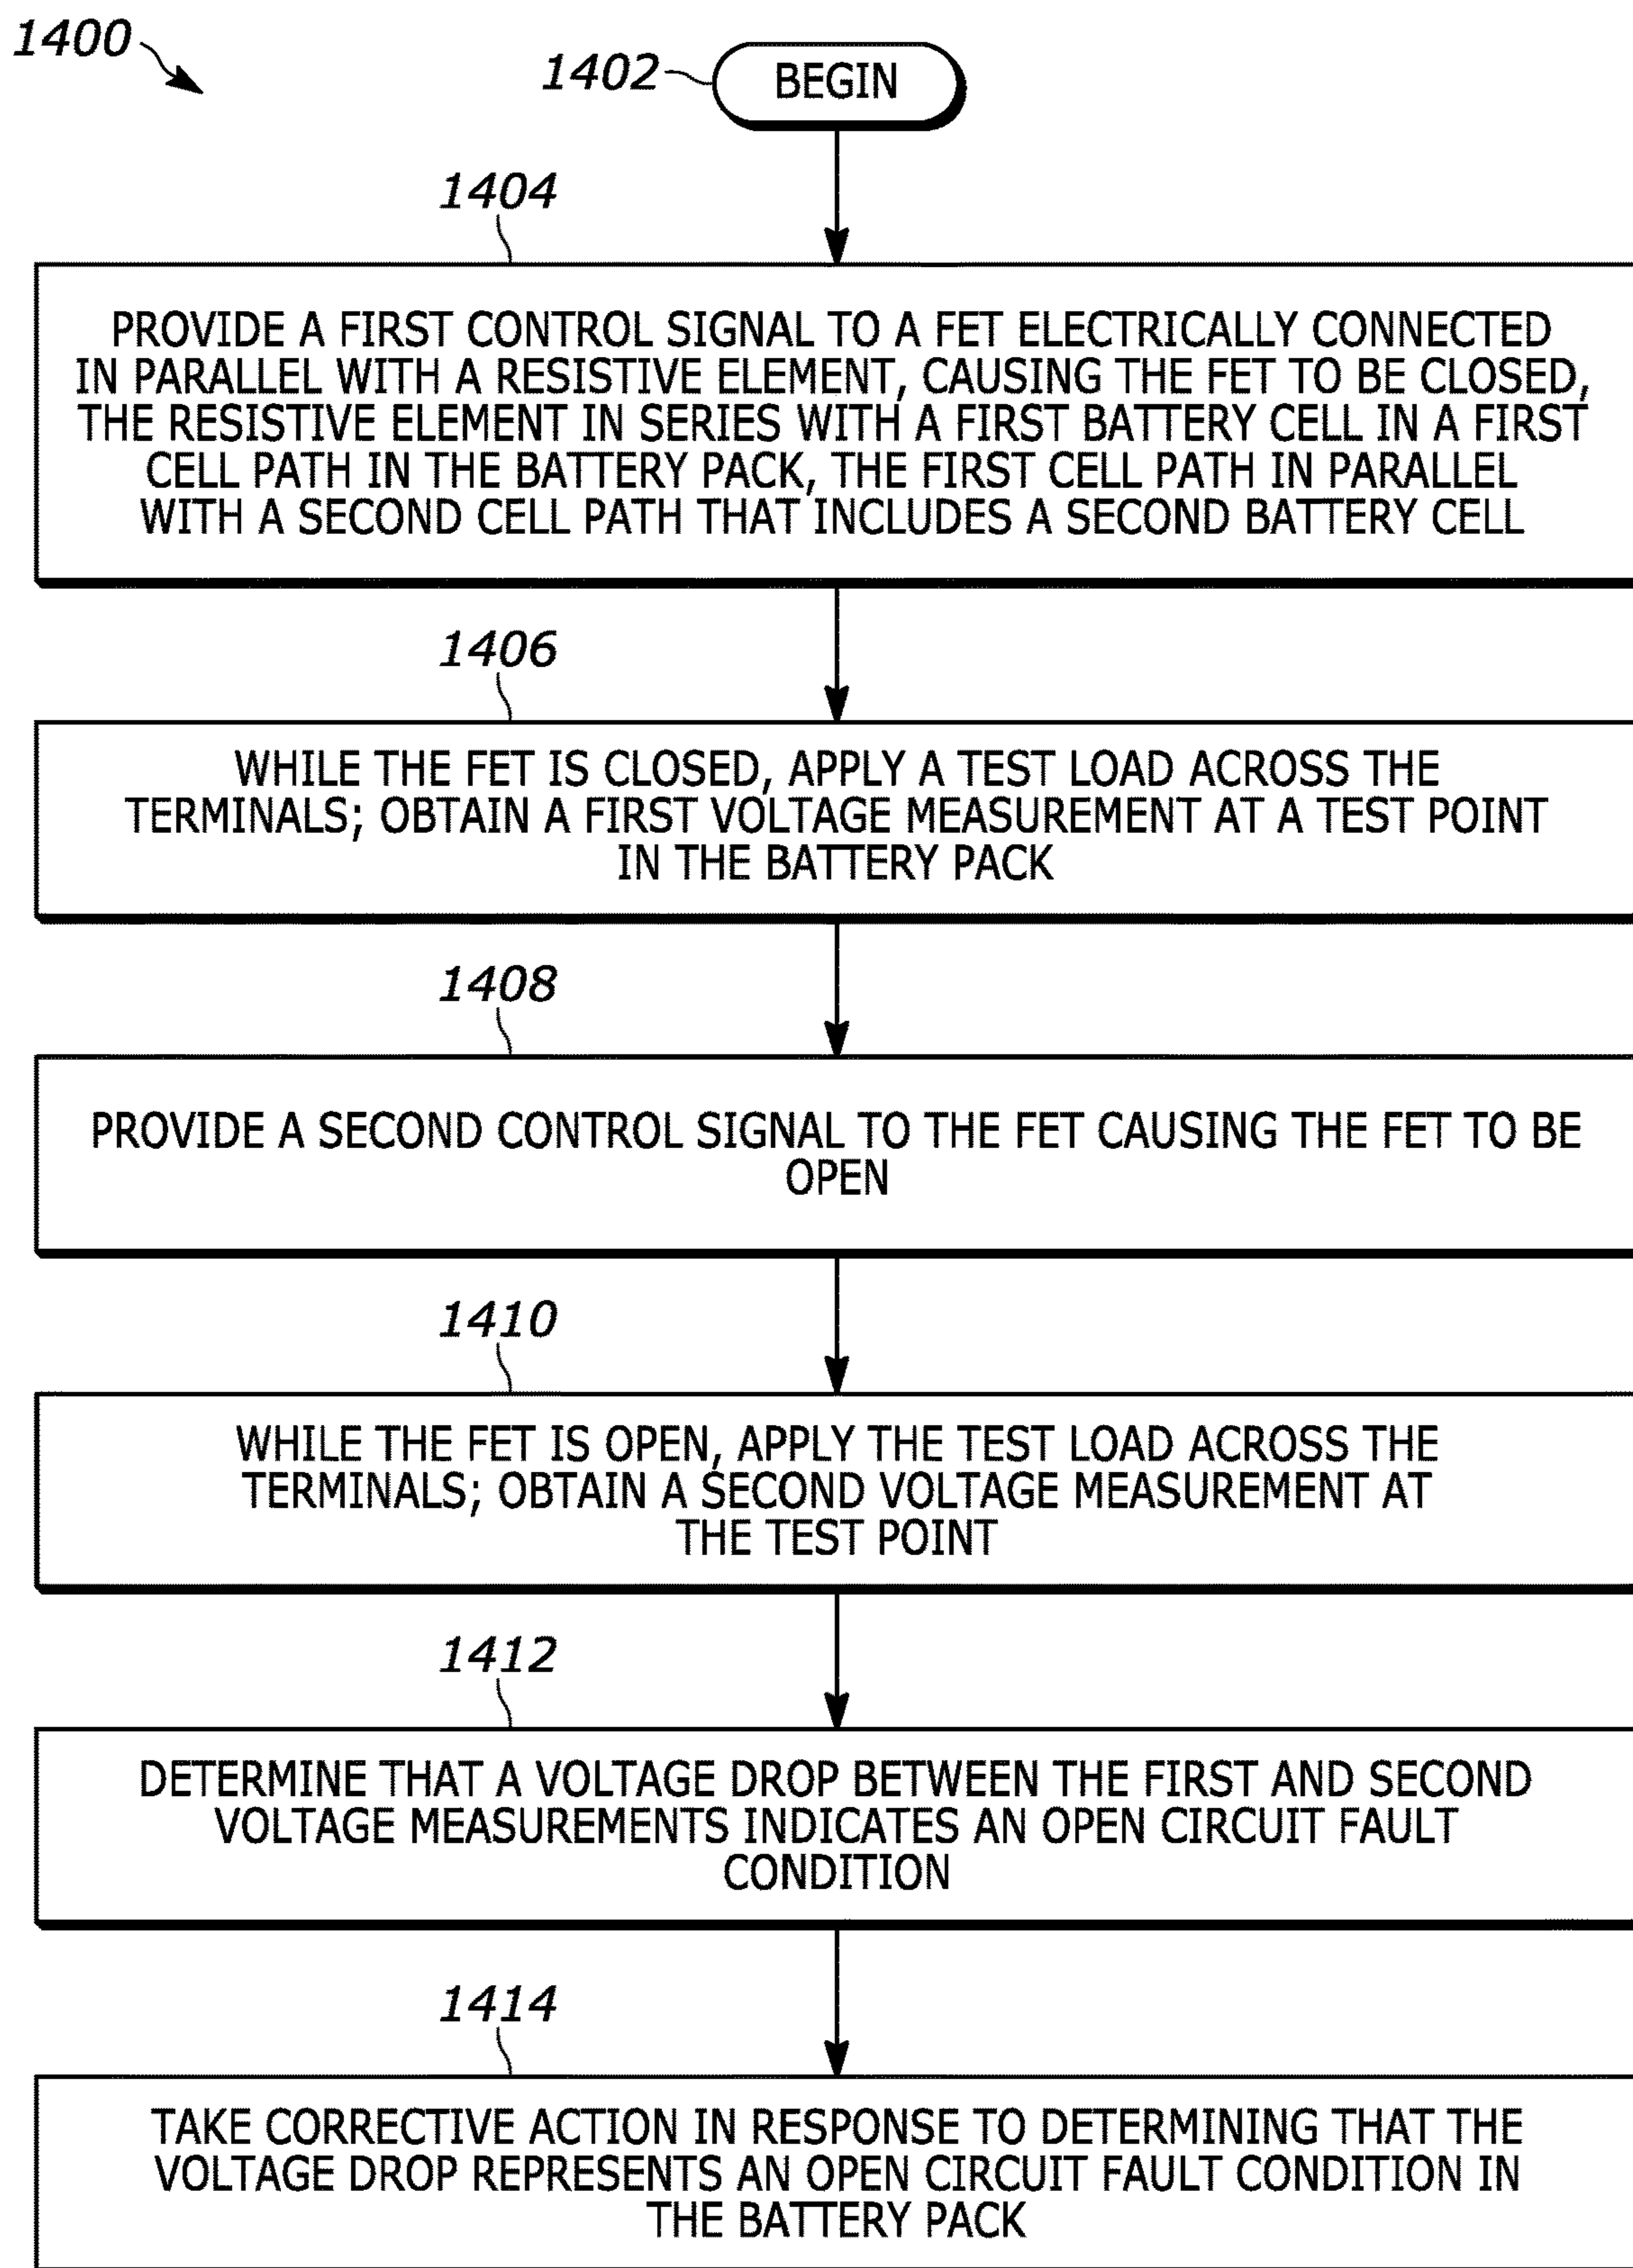 1400
1402
BEGIN
1404
PROVIDE A FIRST CONTROL SIGNAL TO A FET ELECTRICALLY CONNECTED
IN PARALLEL WITH A RESISTIVE ELEMENT, CAUSING THE FET TO BE CLOSED,
THE RESISTIVE ELEMENT IN SERIES WITH A FIRST BATTERY CELL IN A FIRST
CELL PATH IN THE BATTERY PACK, THE FIRST CELL PATH IN PARALLEL
WITH A SECOND CELL PATH THAT INCLUDES A SECOND BATTERY CELL
1406
WHILE THE FET IS CLOSED, APPLY A TEST LOAD ACROSS THE
TERMINALS; OBTAIN A FIRST VOLTAGE MEASUREMENT AT A TEST POINT
IN THE BATTERY PACK
1408
PROVIDE A SECOND CONTROL SIGNAL TO THE FET CAUSING THE FET TO BE
OPEN
1410
WHILE THE FET IS OPEN, APPLY THE TEST LOAD ACROSS THE
TERMINALS; OBTAIN A SECOND VOLTAGE MEASUREMENT AT
THE TEST POINT
1412
DETERMINE THAT A VOLTAGE DROP BETWEEN THE FIRST AND SECOND
VOLTAGE MEASUREMENTS INDICATES AN OPEN CIRCUIT FAULT
CONDITION
1414
TAKE CORRECTIVE ACTION IN RESPONSE TO DETERMINING THAT THE
VOLTAGE DROP REPRESENTS AN OPEN CIRCUIT FAULT CONDITION IN
THE BATTERY PACK